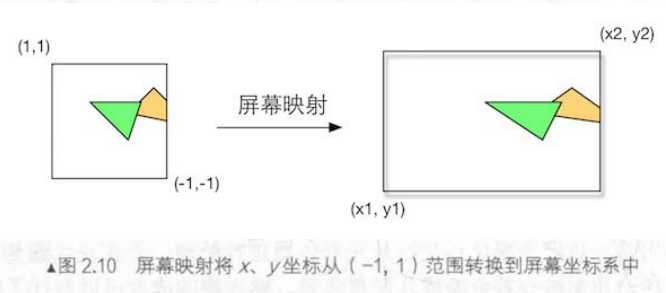 (1,1)
(x2, y2)
屏幕映射
(-1,-1)
(x1, y1)
▲图 2.10 屏幕映射将 x、y 坐标从（-1, 1）范围转换到屏幕坐标系中